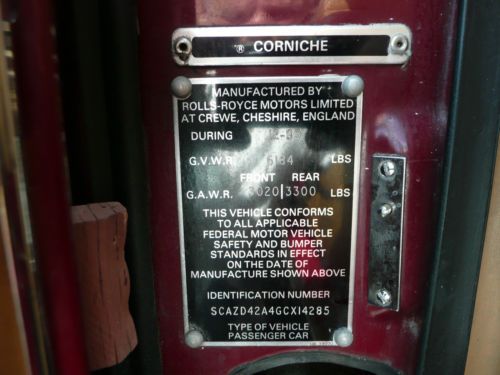 ® CORNICHE
MANUFACTURED BY
ROLLS-ROYCE MOTORS LIMITED
AT CREWE, CHESHIRE, ENGLAND
DURING
G.V.W.R. LBS
FRONT REAR
G.A.W.R. 3020 3300 LBS
THIS VEHICLE CONFORMS
TO ALL APPLICABLE
FEDERAL MOTOR VEHICLE
SAFETY AND BUMPER
STANDARDS IN EFFECT
ON THE DATE OF
MANUFACTURE SHOWN ABOVE
IDENTIFICATION NUMBER
SCAZD42A4GCX14285
TYPE OF VEHICLE
PASSENGER CAR